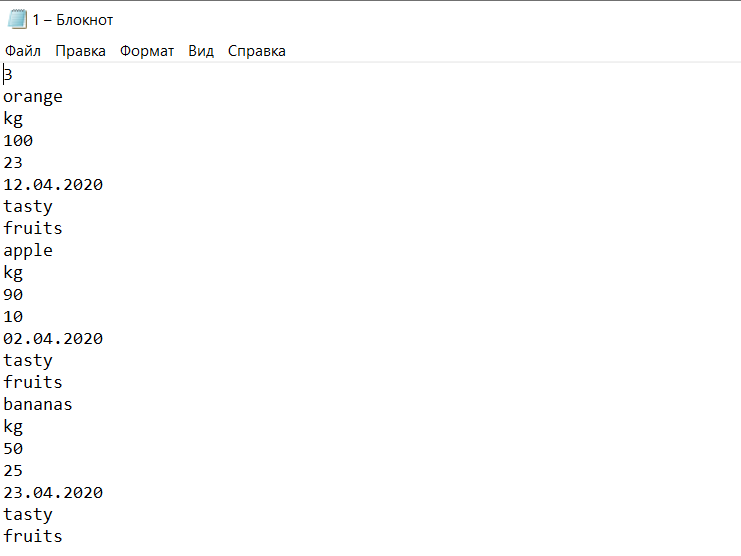 1 – Блокнот
Файл Правка Формат Вид Справка
3
orange
kg
100
23
12.04.2020
tasty
fruits
apple
kg
90
10
02.04.2020
tasty
fruits
bananas
kg
50
25
23.04.2020
tasty
fruits